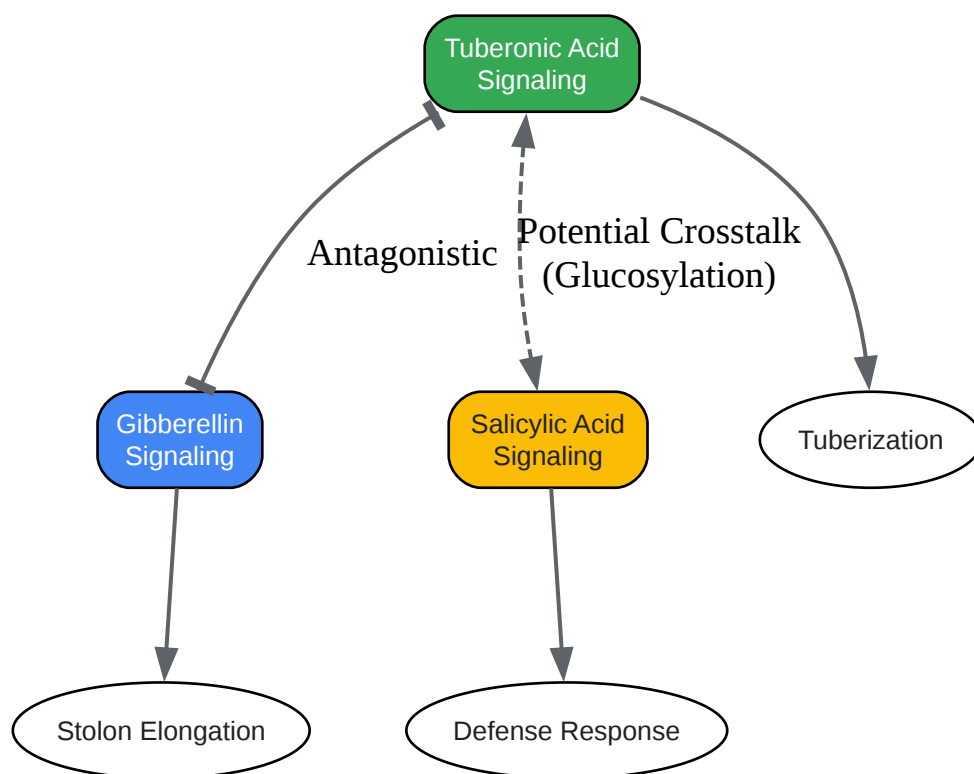 Tuberonic Acid
Signaling
Antagonistic
Potential Crosstalk
(Glucosylation)
Gibberellin
Signaling
Salicylic Acid
Signaling
Tuberization
Stolon Elongation
Defense Response